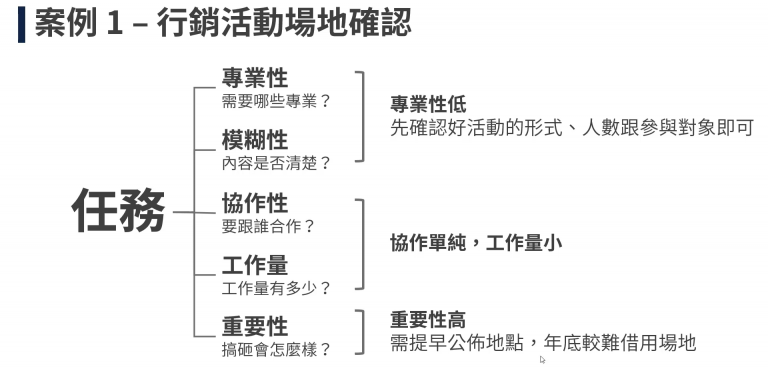 案例 1 – 行銷活動場地確認
任務
專業性
需要哪些專業？
模糊性
內容是否清楚？
專業性低
先確認好活動的形式、人數跟參與對象即可
協作性
要跟誰合作？
工作量
工作量有多少？
協作單純，工作量小
重要性
搞砸會怎麼樣？
重要性高
需提早公佈地點，年底較難借用場地